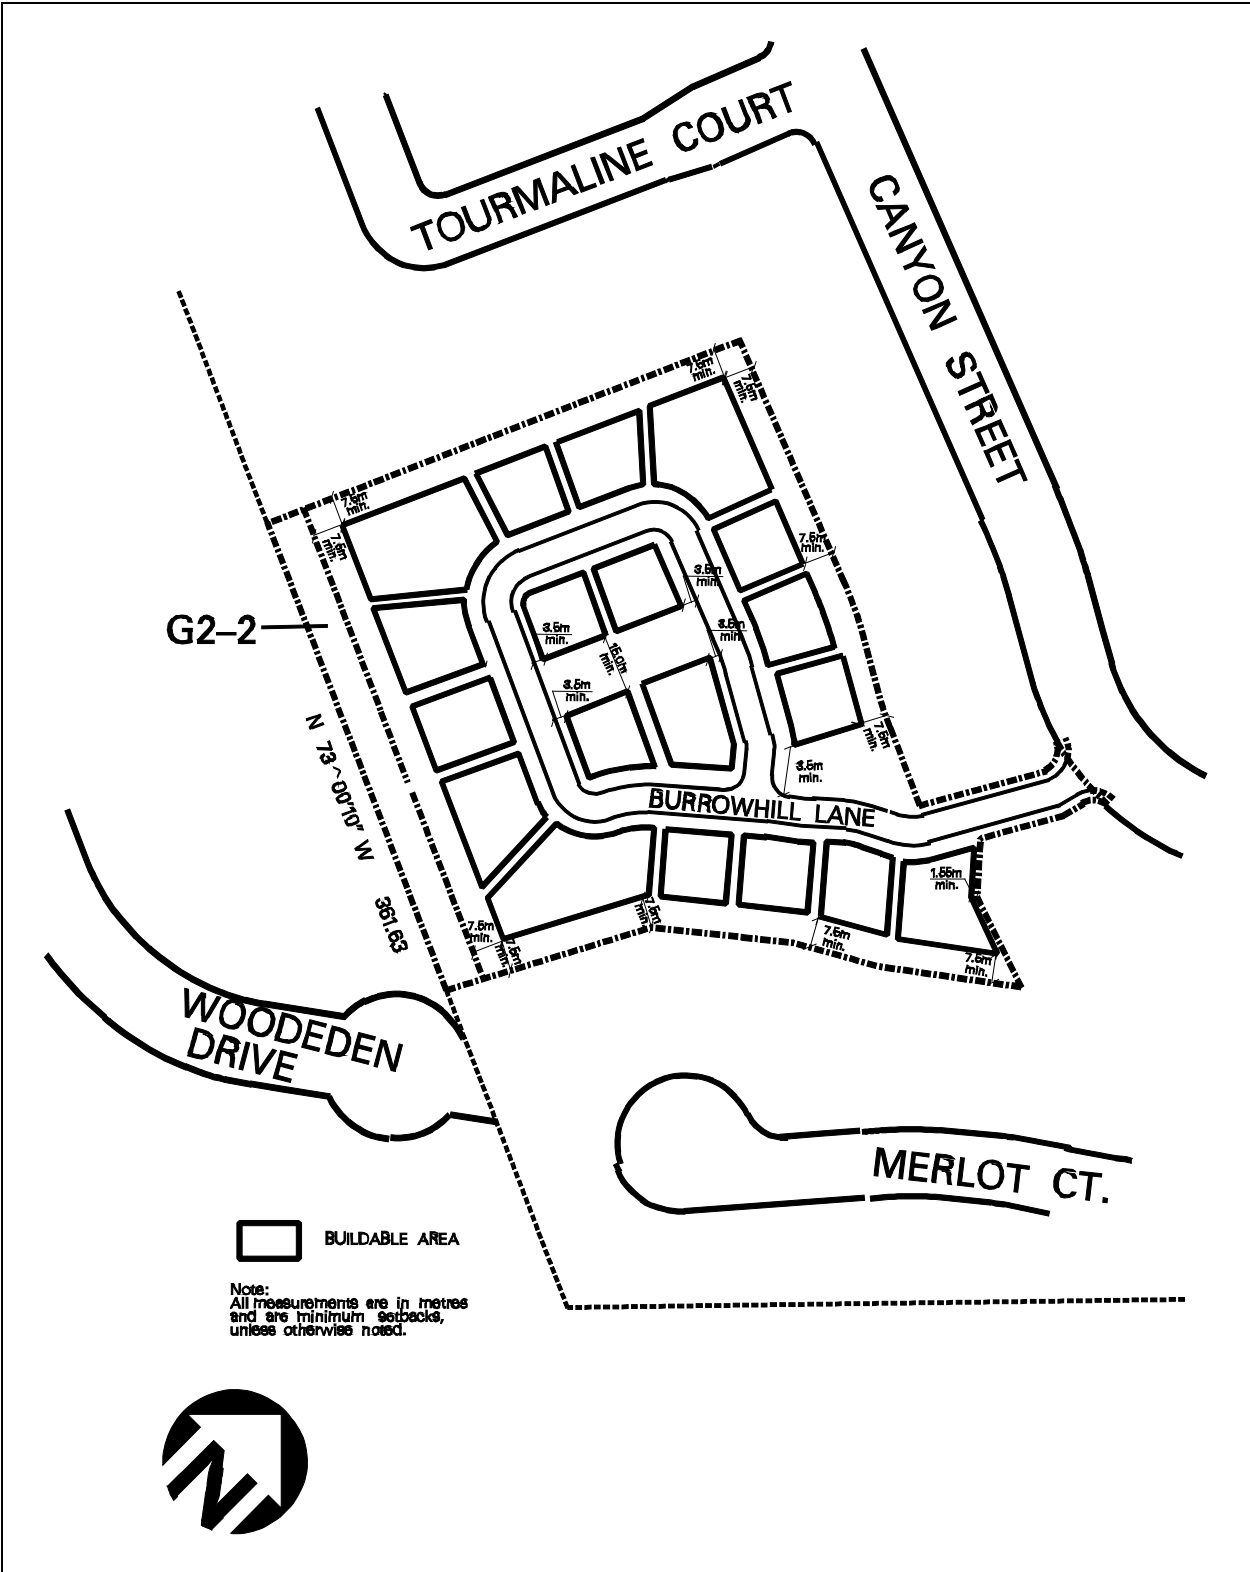 TOURMALINE COURT
CANYON STREET
7.5m
min.
7.5m
min.
7.5m
min.
7.5m
min.
7.5m
min.
3.5m
min.
G2–2
3.5m
min.
3.5m
min.
15.0m
min.
3.5m
min.
N 73^00'10" W 361.63
7.5m
min.
3.5m
min.
BURROWHILL LANE
1.55m
min.
7.5m
min.
7.5m
min.
7.5m
min.
7.5m
min.
7.5m
min.
WOODEDEN
DRIVE
MERLOT CT.
BUILDABLE AREA
Note:
All measurements are in metres
and are minimum setbacks,
unless otherwise noted.
N